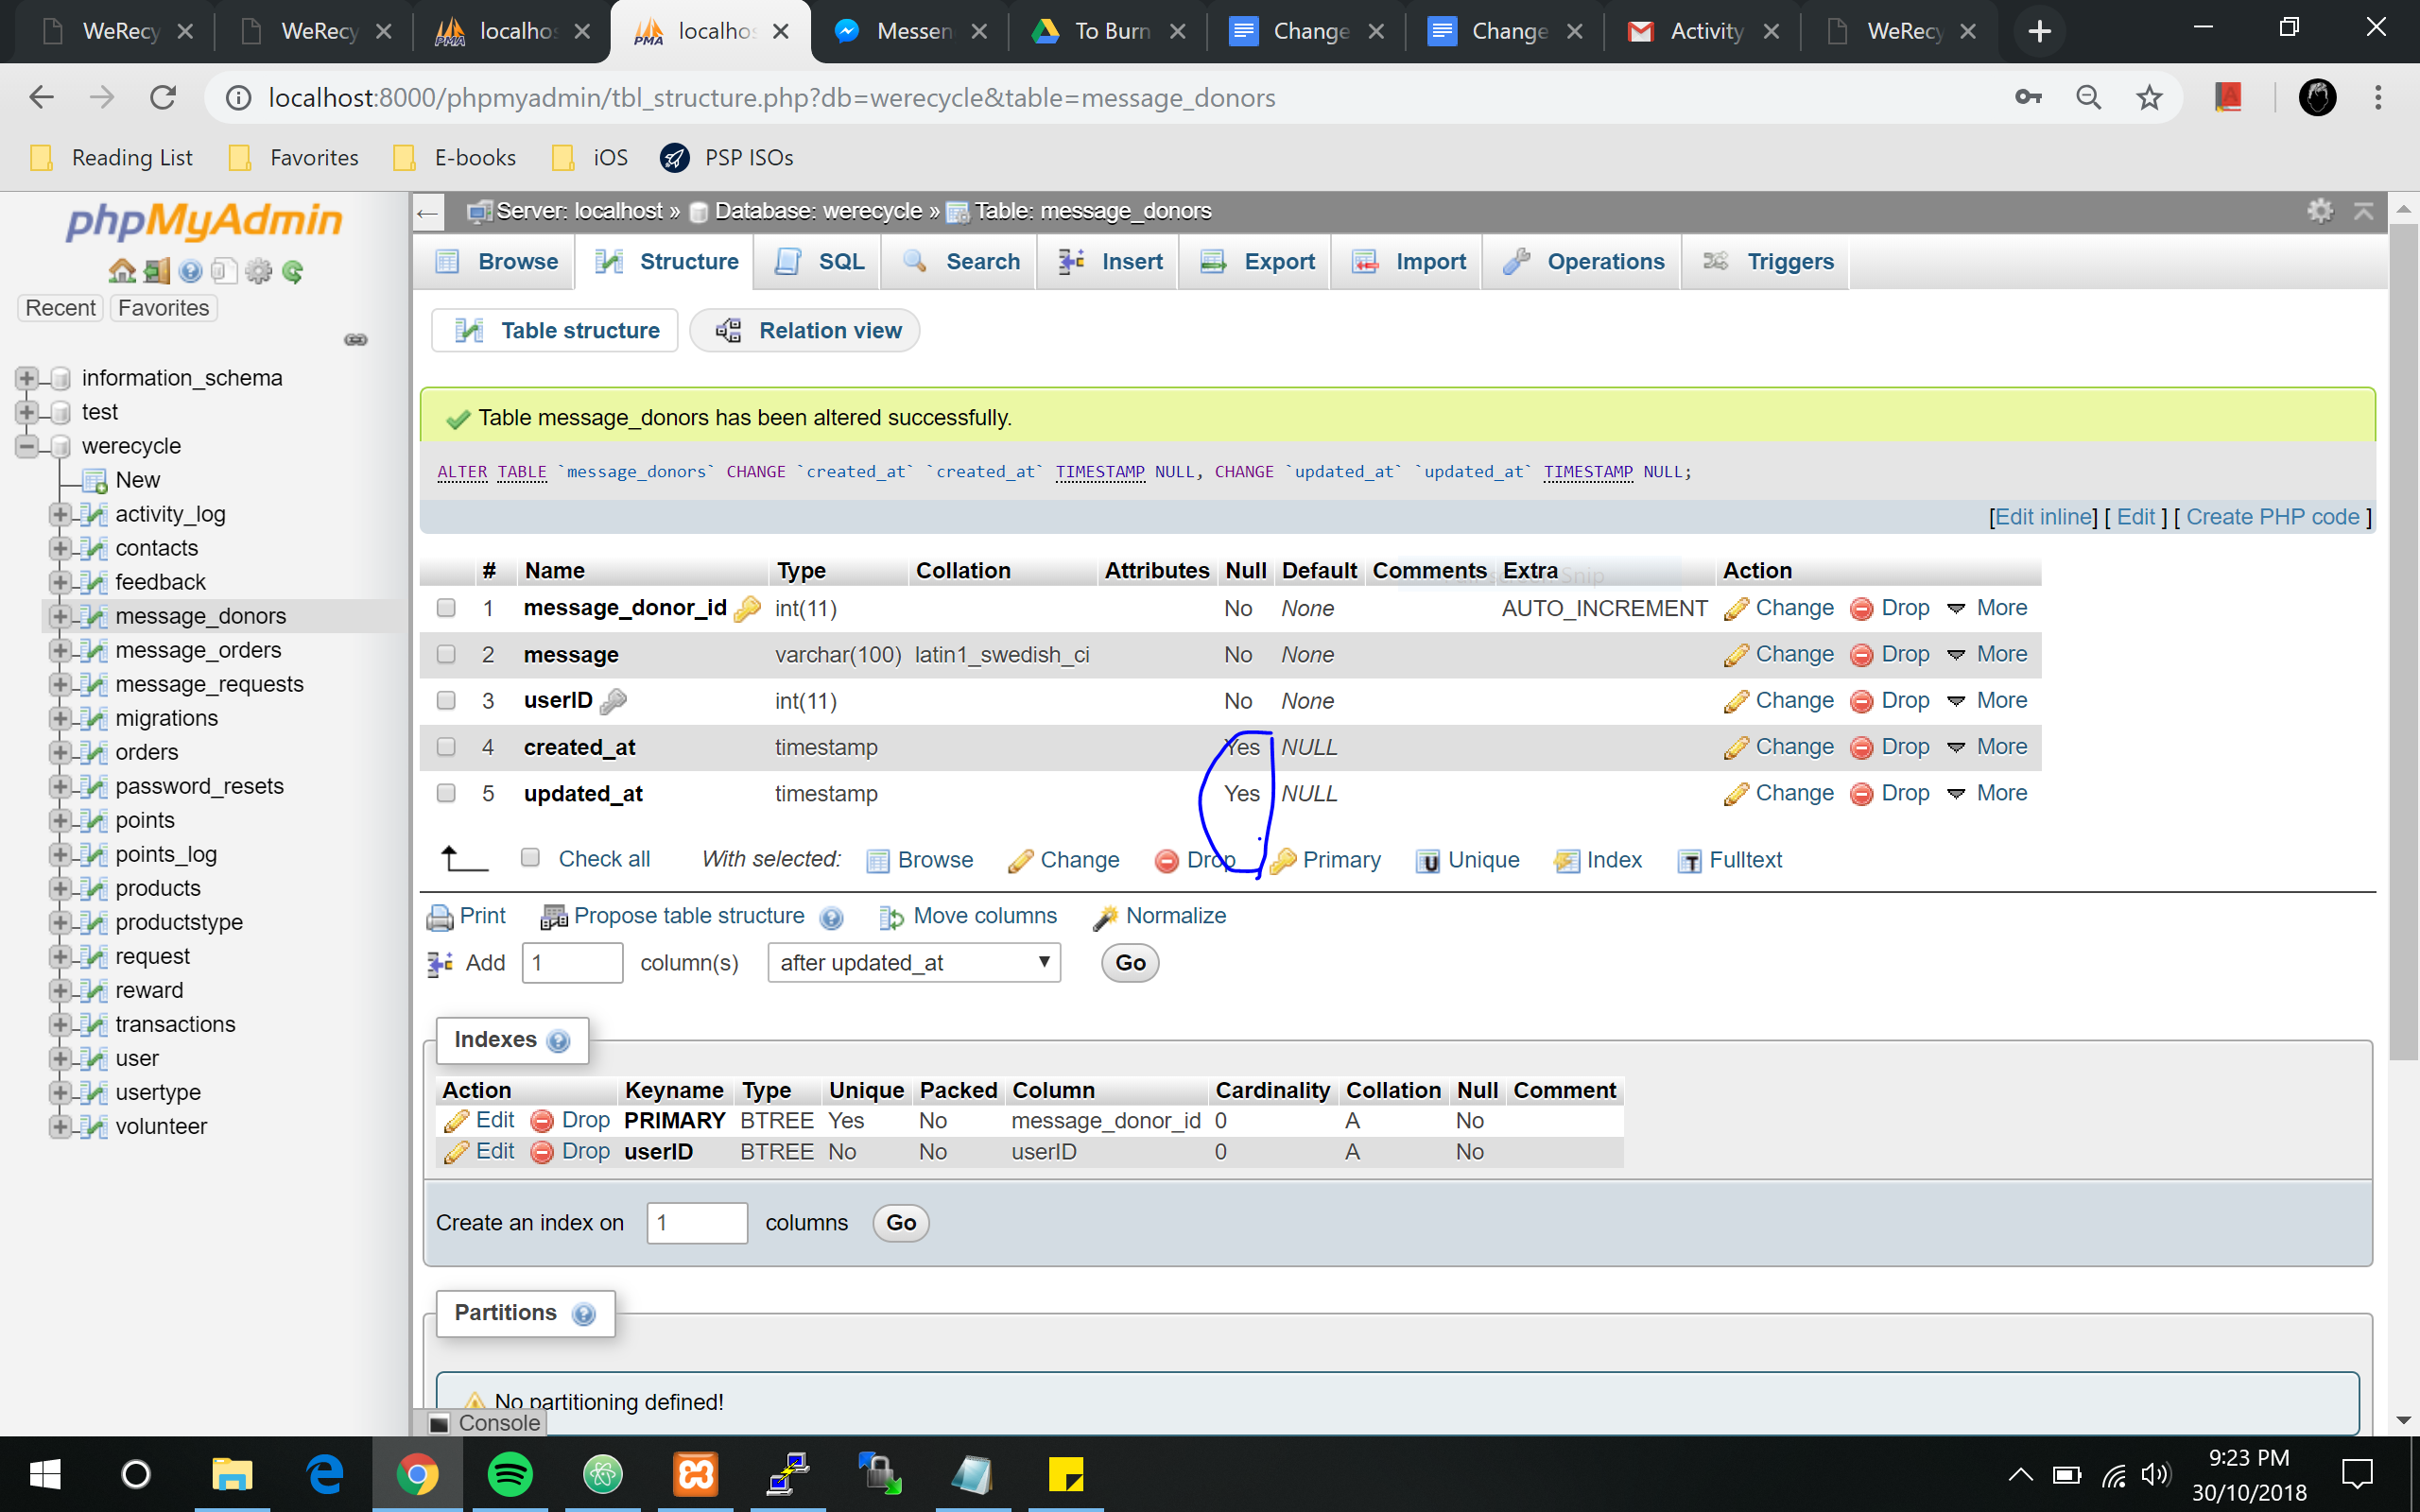 WeRecy
WeRecy
localhos
localhos
Messen
To Burn
Change
Change
Activity
WeRecy
localhost:8000/phpmyadmin/tbl_structure.php?db=werecycle&table=message_donors
Reading List Favorites E-books iOS PSP ISOs
phpMyAdmin
Recent Favorites
information_schema
test
werecycle
New
activity_log
contacts
feedback
message_donors
message_orders
message_requests
migrations
orders
password_resets
points
points_log
products
productstype
request
reward
transactions
user
usertype
volunteer
Server: localhost » Database: werecycle » Table: message_donors
Browse Structure SQL Search Insert Export Import Operations Triggers
Table structure Relation view
Table message_donors has been altered successfully.
ALTER TABLE `message_donors` CHANGE `created_at` `created_at` TIMESTAMP NULL, CHANGE `updated_at` `updated_at` TIMESTAMP NULL;
[Edit inline] [ Edit ] [ Create PHP code ]
# Name Type Collation Attributes Null Default Comments Extra Action
1 message_donor_id int(11) No None AUTO_INCREMENT Change Drop More
2 message varchar(100) latin1_swedish_ci No None Change Drop More
3 userID int(11) No None Change Drop More
4 created_at timestamp Yes NULL Change Drop More
5 updated_at timestamp Yes NULL Change Drop More
Check all With selected: Browse Change Drop Primary Unique Index Fulltext
Print Propose table structure Move columns Normalize
Add 1 column(s) after updated_at Go
Indexes
Action Keyname Type Unique Packed Column Cardinality Collation Null Comment
Edit Drop PRIMARY BTREE Yes No message_donor_id 0 A No
Edit Drop userID BTREE No No userID 0 A No
Create an index on 1 columns Go
Partitions
No partitioning defined!
Console
9:23 PM
30/10/2018